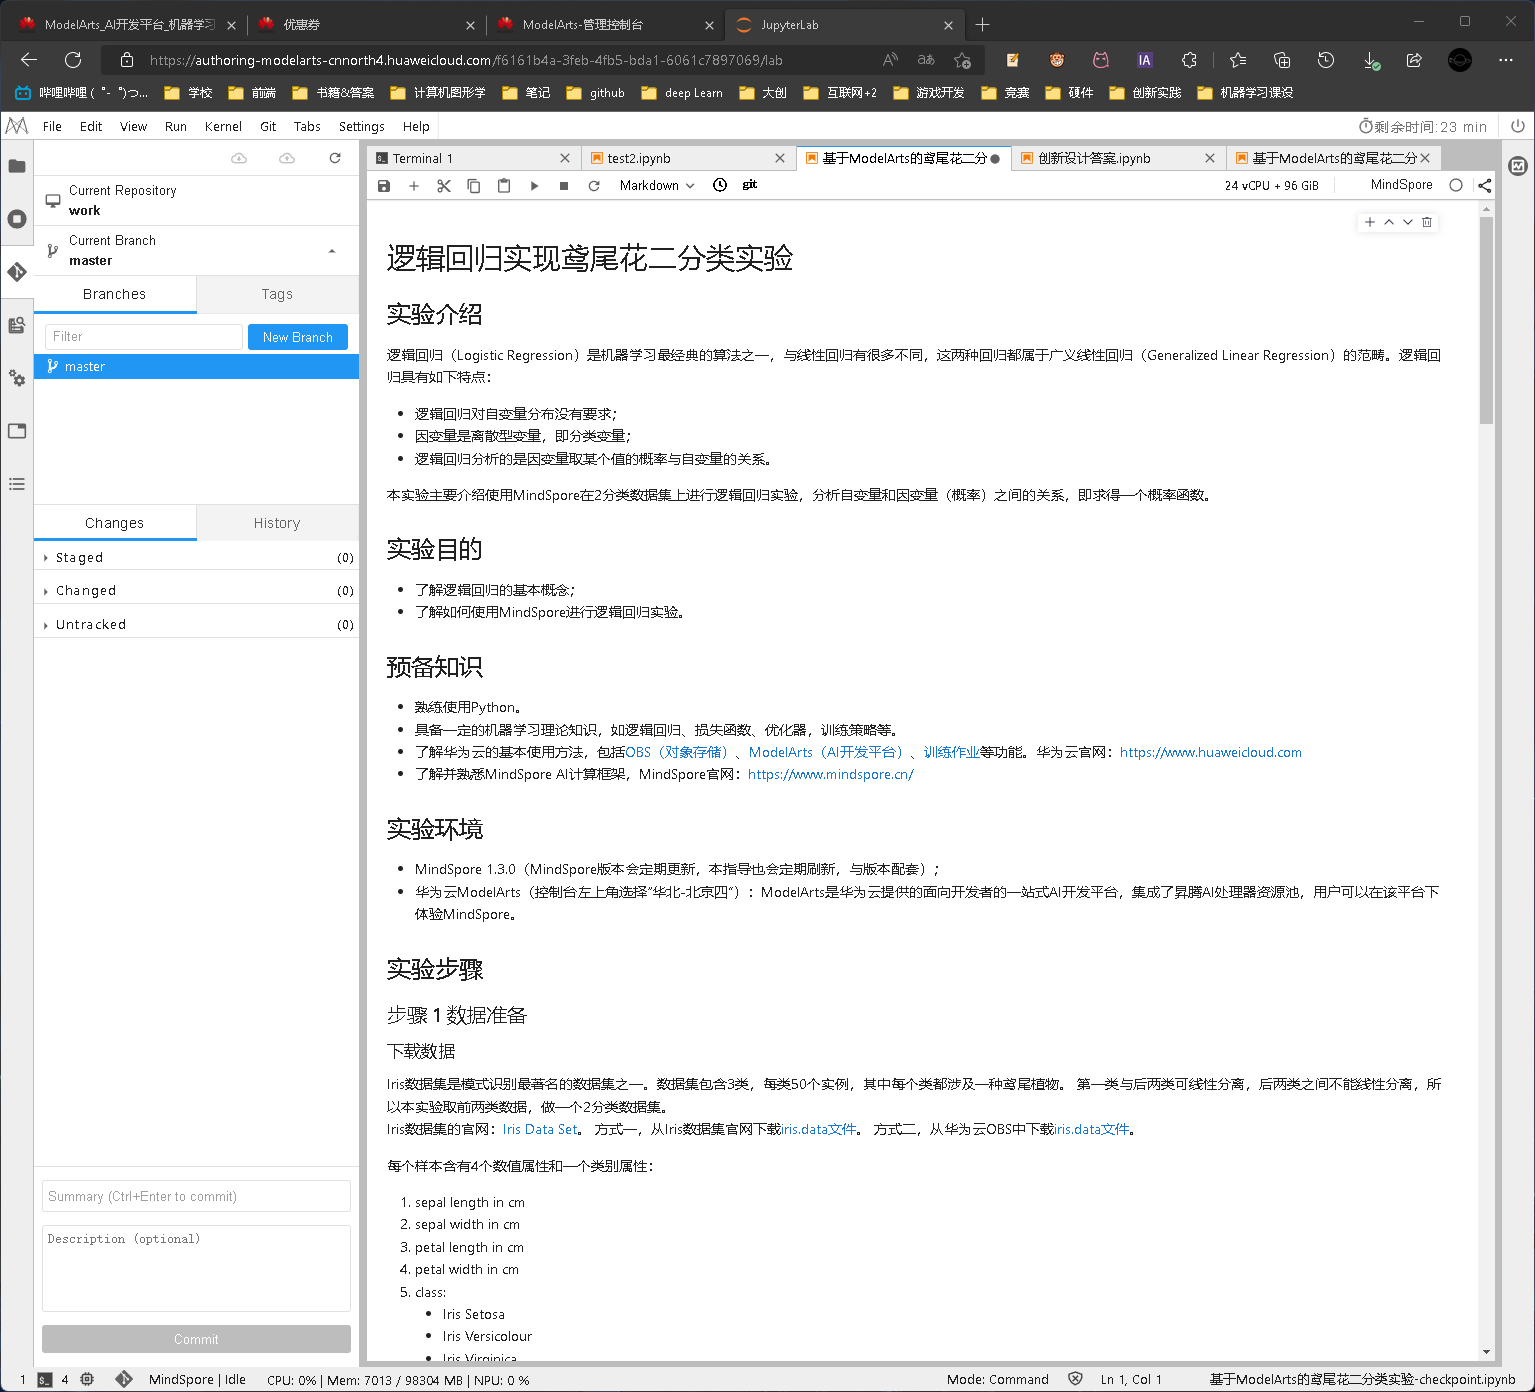 ModelArts_AI开发平台_机器学习
优惠券
ModelArts-管理控制台
JupyterLab
https://authoring-modelarts-cnnorth4.huaweicloud.com/f6161b4a-3feb-4fb5-bda1-6061c7897069/lab
哔哩哔哩 (゜-゜)つ...
学校
前端
书籍&答案
计算机图形学
笔记
github
deep Learn
大创
互联网+2
游戏开发
竞赛
硬件
创新实践
机器学习课设
File Edit View Run Kernel Git Tabs Settings Help
剩余时间:23 min
Terminal 1
test2.ipynb
基于ModelArts的鸢尾花二分
创新设计答案.ipynb
基于ModelArts的鸢尾花二分
Markdown
git
24 vCPU + 96 GiB
MindSpore
Current Repository
work
Current Branch
master
Branches
Tags
Filter
New Branch
master
Changes
History
Staged (0)
Changed (0)
Untracked (0)
Summary (Ctrl+Enter to commit)
Description (optional)
Commit
逻辑回归实现鸢尾花二分类实验
实验介绍
逻辑回归（Logistic Regression）是机器学习最经典的算法之一，与线性回归有很多不同，这两种回归都属于广义线性回归（Generalized Linear Regression）的范畴。逻辑回
归具有如下特点：
• 逻辑回归对自变量分布没有要求；
• 因变量是离散型变量，即分类变量；
• 逻辑回归分析的是因变量取某个值的概率与自变量的关系。
本实验主要介绍使用MindSpore在2分类数据集上进行逻辑回归实验，分析自变量和因变量（概率）之间的关系，即求得一个概率函数。
实验目的
• 了解逻辑回归的基本概念；
• 了解如何使用MindSpore进行逻辑回归实验。
预备知识
• 熟练使用Python。
• 具备一定的机器学习理论知识，如逻辑回归、损失函数、优化器，训练策略等。
• 了解华为云的基本使用方法，包括OBS（对象存储）、ModelArts（AI开发平台）、训练作业等功能。华为云官网：https://www.huaweicloud.com
• 了解并熟悉MindSpore AI计算框架，MindSpore官网：https://www.mindspore.cn/
实验环境
• MindSpore 1.3.0（MindSpore版本会定期更新，本指导也会定期刷新，与版本配套）；
• 华为云ModelArts（控制台左上角选择“华北-北京四”）：ModelArts是华为云提供的面向开发者的一站式AI开发平台，集成了昇腾AI处理器资源池，用户可以在该平台下
体验MindSpore。
实验步骤
步骤 1 数据准备
下载数据
Iris数据集是模式识别最著名的数据集之一。数据集包含3类，每类50个实例，其中每个类都涉及一种鸢尾植物。 第一类与后两类可线性分离，后两类之间不能线性分离，所
以本实验取前两类数据，做一个2分类数据集。
Iris数据集的官网：Iris Data Set。 方式一，从Iris数据集官网下载iris.data文件。 方式二，从华为云OBS中下载iris.data文件。
每个样本含有4个数值属性和一个类别属性：
1. sepal length in cm
2. sepal width in cm
3. petal length in cm
4. petal width in cm
5. class:
• Iris Setosa
• Iris Versicolour
• Iris Virginica
1
4
MindSpore | Idle
CPU: 0% | Mem: 7013 / 98304 MB | NPU: 0 %
Mode: Command
Ln 1, Col 1
基于ModelArts的鸢尾花二分类实验-checkpoint.ipynb